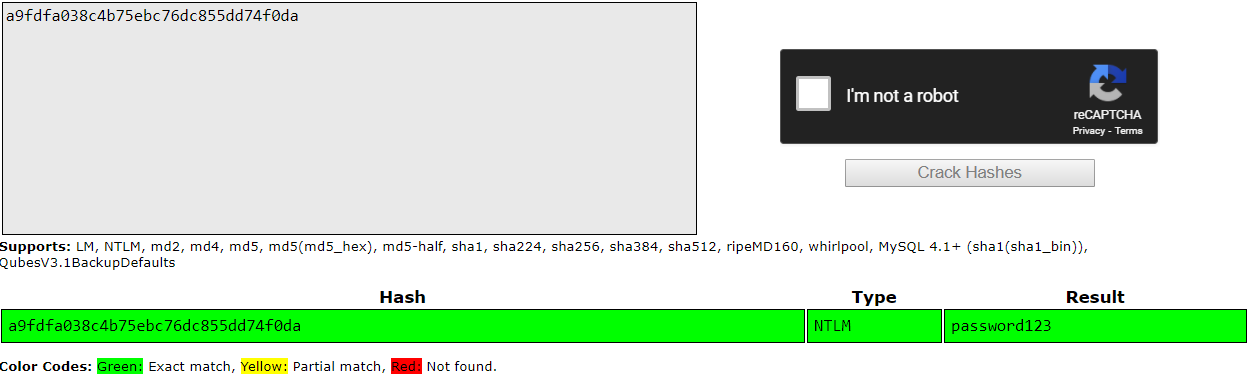 a9fdfa038c4b75ebc76dc855dd74f0da
I'm not a robot
reCAPTCHA
Privacy - Terms
Crack Hashes
Supports: LM, NTLM, md2, md4, md5, md5(md5_hex), md5-half, sha1, sha224, sha256, sha384, sha512, ripeMD160, whirlpool, MySQL 4.1+ (sha1(sha1_bin)),
QubesV3.1BackupDefaults
Hash Type Result
a9fdfa038c4b75ebc76dc855dd74f0da NTLM password123
Color Codes: Green: Exact match, Yellow: Partial match, Red: Not found.